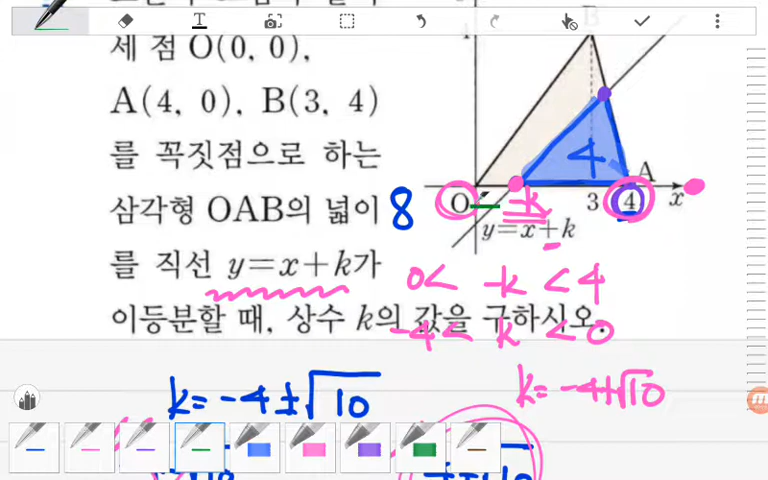 세 점 O(0, 0),
A(4, 0), B(3, 4)
를 꼭짓점으로 하는
삼각형 OAB의 넓이 8
를 직선 y=x+k가
이등분할 때, 상수 k의 값을 구하시오.
4
A
O -k 3 4 x
y=x+k
0< -k <4
-4< k <0
k=-4±√10
k=-4+√10